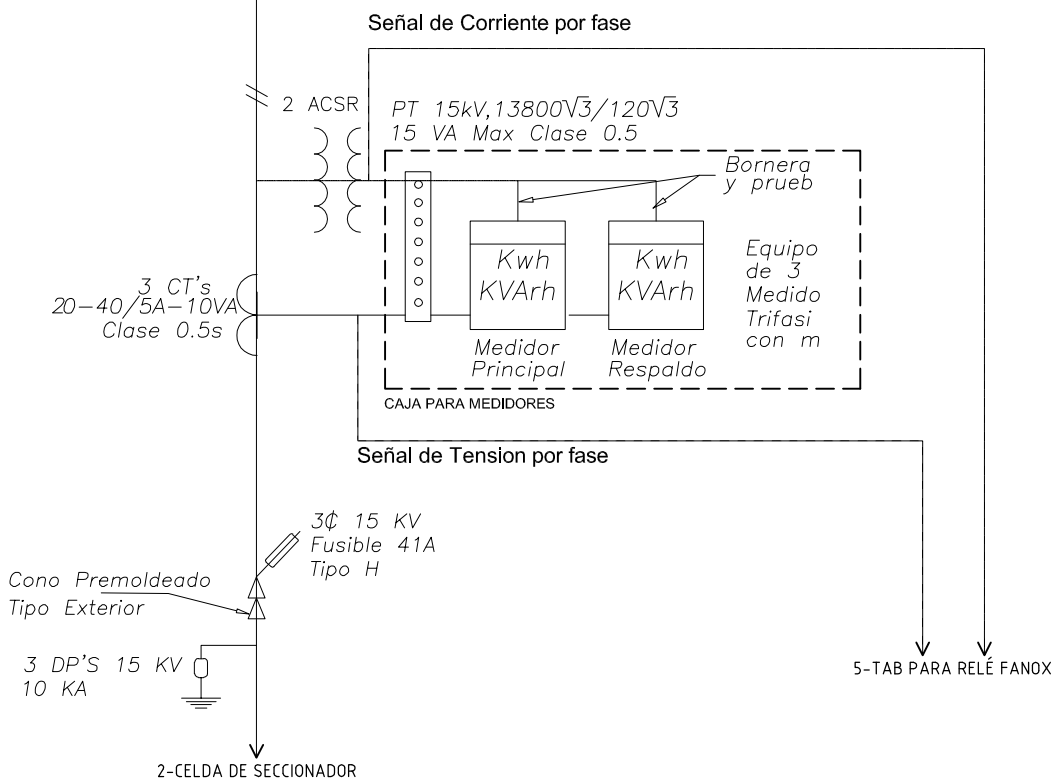 Señal de Corriente por fase
2 ACSR
PT 15kV,13800√3/120√3
15 VA Max Clase 0.5
Bornera
y prueb
Kwh
KVArh
Kwh
KVArh
Equipo
de 3
Medido
Trifasi
con m
3 CT's
20-40/5A-10VA
Clase 0.5s
Medidor
Principal
Medidor
Respaldo
CAJA PARA MEDIDORES
Señal de Tension por fase
3₵ 15 KV
Fusible 41A
Tipo H
Cono Premoldeado
Tipo Exterior
3 DP'S 15 KV
10 KA
5-TAB PARA RELÉ FANOX
2-CELDA DE SECCIONADOR